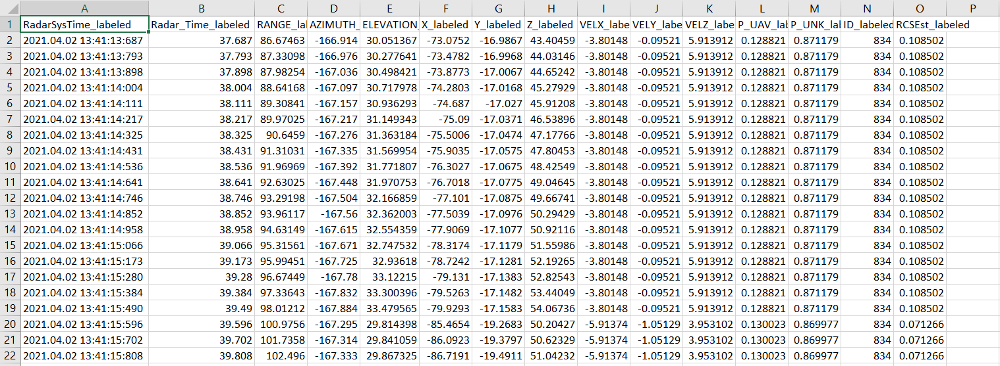 A B C D E F G H I J K L M N O P
1 RadarSysTime_labeled Radar_Time_labeled RANGE_la AZIMUTH_ ELEVATION_ X_labeled Y_labeled Z_labeled VELX_labe VELY_labe VELZ_labe P_UAV_lab P_UNK_lab ID_labeled RCSEst_labeled
2 2021.04.02 13:41:13:687 37.687 86.67463 -166.914 30.051367 -73.0752 -16.9867 43.40459 -3.80148 -0.09521 5.913912 0.128821 0.871179 834 0.108502
3 2021.04.02 13:41:13:793 37.793 87.33098 -166.976 30.277641 -73.4782 -16.9968 44.03146 -3.80148 -0.09521 5.913912 0.128821 0.871179 834 0.108502
4 2021.04.02 13:41:13:898 37.898 87.98254 -167.036 30.498421 -73.8773 -17.0067 44.65242 -3.80148 -0.09521 5.913912 0.128821 0.871179 834 0.108502
5 2021.04.02 13:41:14:004 38.004 88.64168 -167.097 30.717978 -74.2803 -17.0168 45.27929 -3.80148 -0.09521 5.913912 0.128821 0.871179 834 0.108502
6 2021.04.02 13:41:14:111 38.111 89.30841 -167.157 30.936293 -74.687 -17.027 45.91208 -3.80148 -0.09521 5.913912 0.128821 0.871179 834 0.108502
7 2021.04.02 13:41:14:217 38.217 89.97025 -167.217 31.149343 -75.09 -17.0371 46.53896 -3.80148 -0.09521 5.913912 0.128821 0.871179 834 0.108502
8 2021.04.02 13:41:14:325 38.325 90.6459 -167.276 31.363184 -75.5006 -17.0474 47.17766 -3.80148 -0.09521 5.913912 0.128821 0.871179 834 0.108502
9 2021.04.02 13:41:14:431 38.431 91.31031 -167.335 31.569954 -75.9035 -17.0575 47.80453 -3.80148 -0.09521 5.913912 0.128821 0.871179 834 0.108502
10 2021.04.02 13:41:14:536 38.536 91.96969 -167.392 31.771807 -76.3027 -17.0675 48.42549 -3.80148 -0.09521 5.913912 0.128821 0.871179 834 0.108502
11 2021.04.02 13:41:14:641 38.641 92.63025 -167.448 31.970753 -76.7018 -17.0775 49.04645 -3.80148 -0.09521 5.913912 0.128821 0.871179 834 0.108502
12 2021.04.02 13:41:14:746 38.746 93.29198 -167.504 32.166859 -77.101 -17.0875 49.66741 -3.80148 -0.09521 5.913912 0.128821 0.871179 834 0.108502
13 2021.04.02 13:41:14:852 38.852 93.96117 -167.56 32.362003 -77.5039 -17.0976 50.29429 -3.80148 -0.09521 5.913912 0.128821 0.871179 834 0.108502
14 2021.04.02 13:41:14:958 38.958 94.63149 -167.615 32.554359 -77.9069 -17.1077 50.92116 -3.80148 -0.09521 5.913912 0.128821 0.871179 834 0.108502
15 2021.04.02 13:41:15:066 39.066 95.31561 -167.671 32.747532 -78.3174 -17.1179 51.55986 -3.80148 -0.09521 5.913912 0.128821 0.871179 834 0.108502
16 2021.04.02 13:41:15:173 39.173 95.99451 -167.725 32.93618 -78.7242 -17.1281 52.19265 -3.80148 -0.09521 5.913912 0.128821 0.871179 834 0.108502
17 2021.04.02 13:41:15:280 39.28 96.67449 -167.78 33.12215 -79.131 -17.1383 52.82543 -3.80148 -0.09521 5.913912 0.128821 0.871179 834 0.108502
18 2021.04.02 13:41:15:384 39.384 97.33643 -167.832 33.300396 -79.5263 -17.1482 53.44049 -3.80148 -0.09521 5.913912 0.128821 0.871179 834 0.108502
19 2021.04.02 13:41:15:490 39.49 98.01212 -167.884 33.479565 -79.9293 -17.1583 54.06736 -3.80148 -0.09521 5.913912 0.128821 0.871179 834 0.108502
20 2021.04.02 13:41:15:596 39.596 100.9756 -167.295 29.814398 -85.4654 -19.2683 50.20427 -5.91374 -1.05129 3.953102 0.130023 0.869977 834 0.071266
21 2021.04.02 13:41:15:702 39.702 101.7358 -167.314 29.841059 -86.0923 -19.3797 50.62329 -5.91374 -1.05129 3.953102 0.130023 0.869977 834 0.071266
22 2021.04.02 13:41:15:808 39.808 102.496 -167.333 29.867325 -86.7191 -19.4911 51.04232 -5.91374 -1.05129 3.953102 0.130023 0.869977 834 0.071266